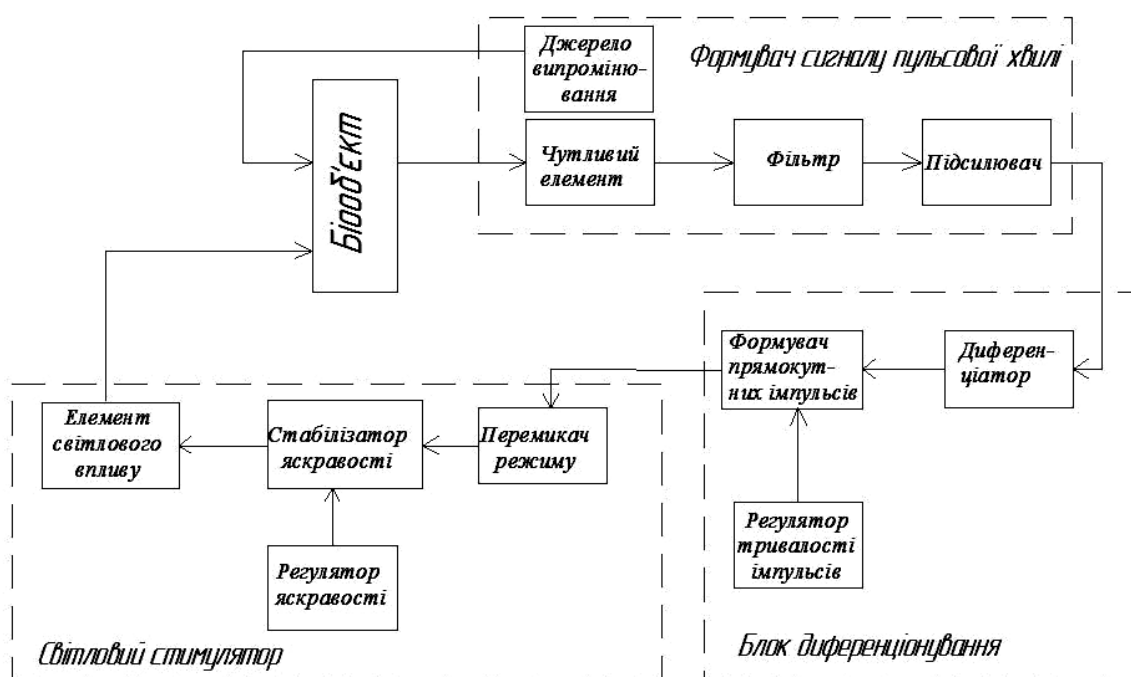 Джерело
випроміню-
вання
Формувач сигналу пульсової хвилі
Біооб'єкт
Чутливий
елемент
Фільтр
Підсилювач
Формувач
прямокут-
них імпульсів
Диферен-
ціатор
Елемент
світлового
впливу
Стабілізатор
яскравості
Перемикач
режиму
Регулятор
тривалості
імпульсів
Регулятор
яскравості
Світловий стимулятор
Блок диференціонування